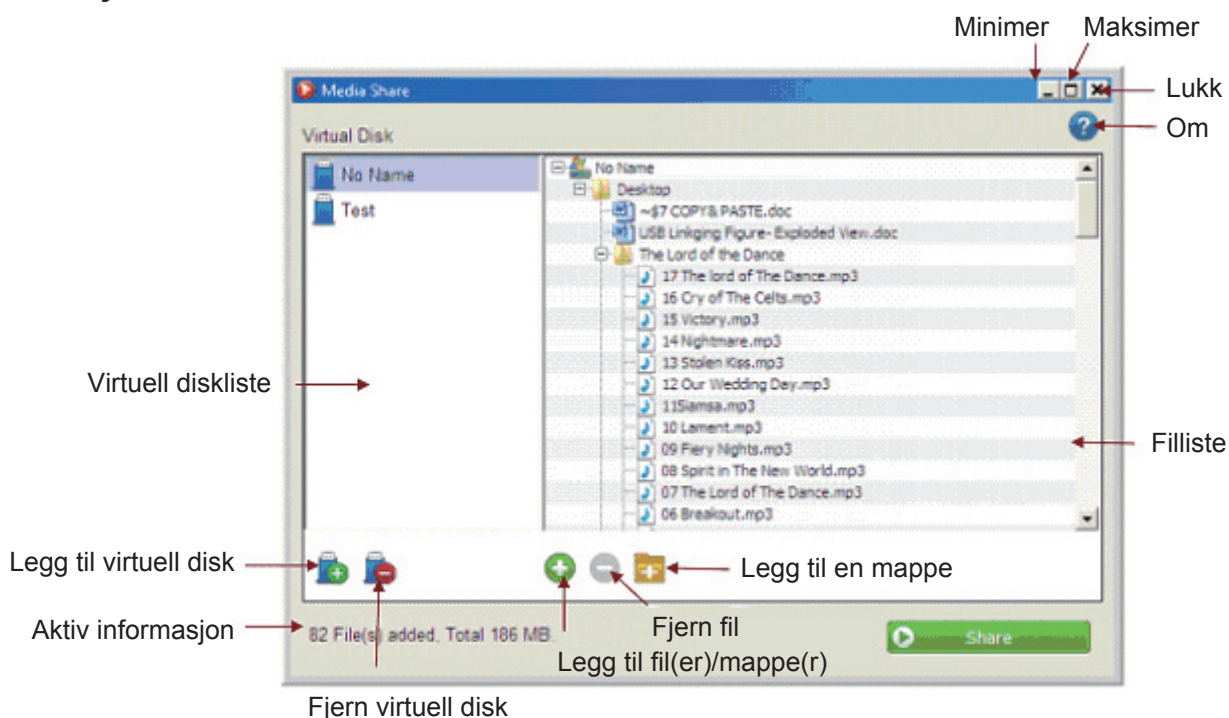 Minimer Maksimer
Media Share
Lukk
Virtual Disk
Om
No Name
Test
No Name
Desktop
~$7 COPY& PASTE.doc
USB Linkging Figure- Exploded View.doc
The Lord of the Dance
17 The lord of The Dance.mp3
16 Cry of The Celts.mp3
15 Victory.mp3
14 Nightmare.mp3
13 Stolen Kiss.mp3
12 Our Wedding Day.mp3
11Siamsa.mp3
10 Lament.mp3
09 Fiery Nights.mp3
08 Spirit in The New World.mp3
07 The Lord of The Dance.mp3
06 Breakout.mp3
Virtuell diskliste
Filliste
Legg til virtuell disk
Legg til en mappe
Aktiv informasjon
82 File(s) added, Total 186 MB.
Fjern fil
Share
Legg til fil(er)/mappe(r)
Fjern virtuell disk